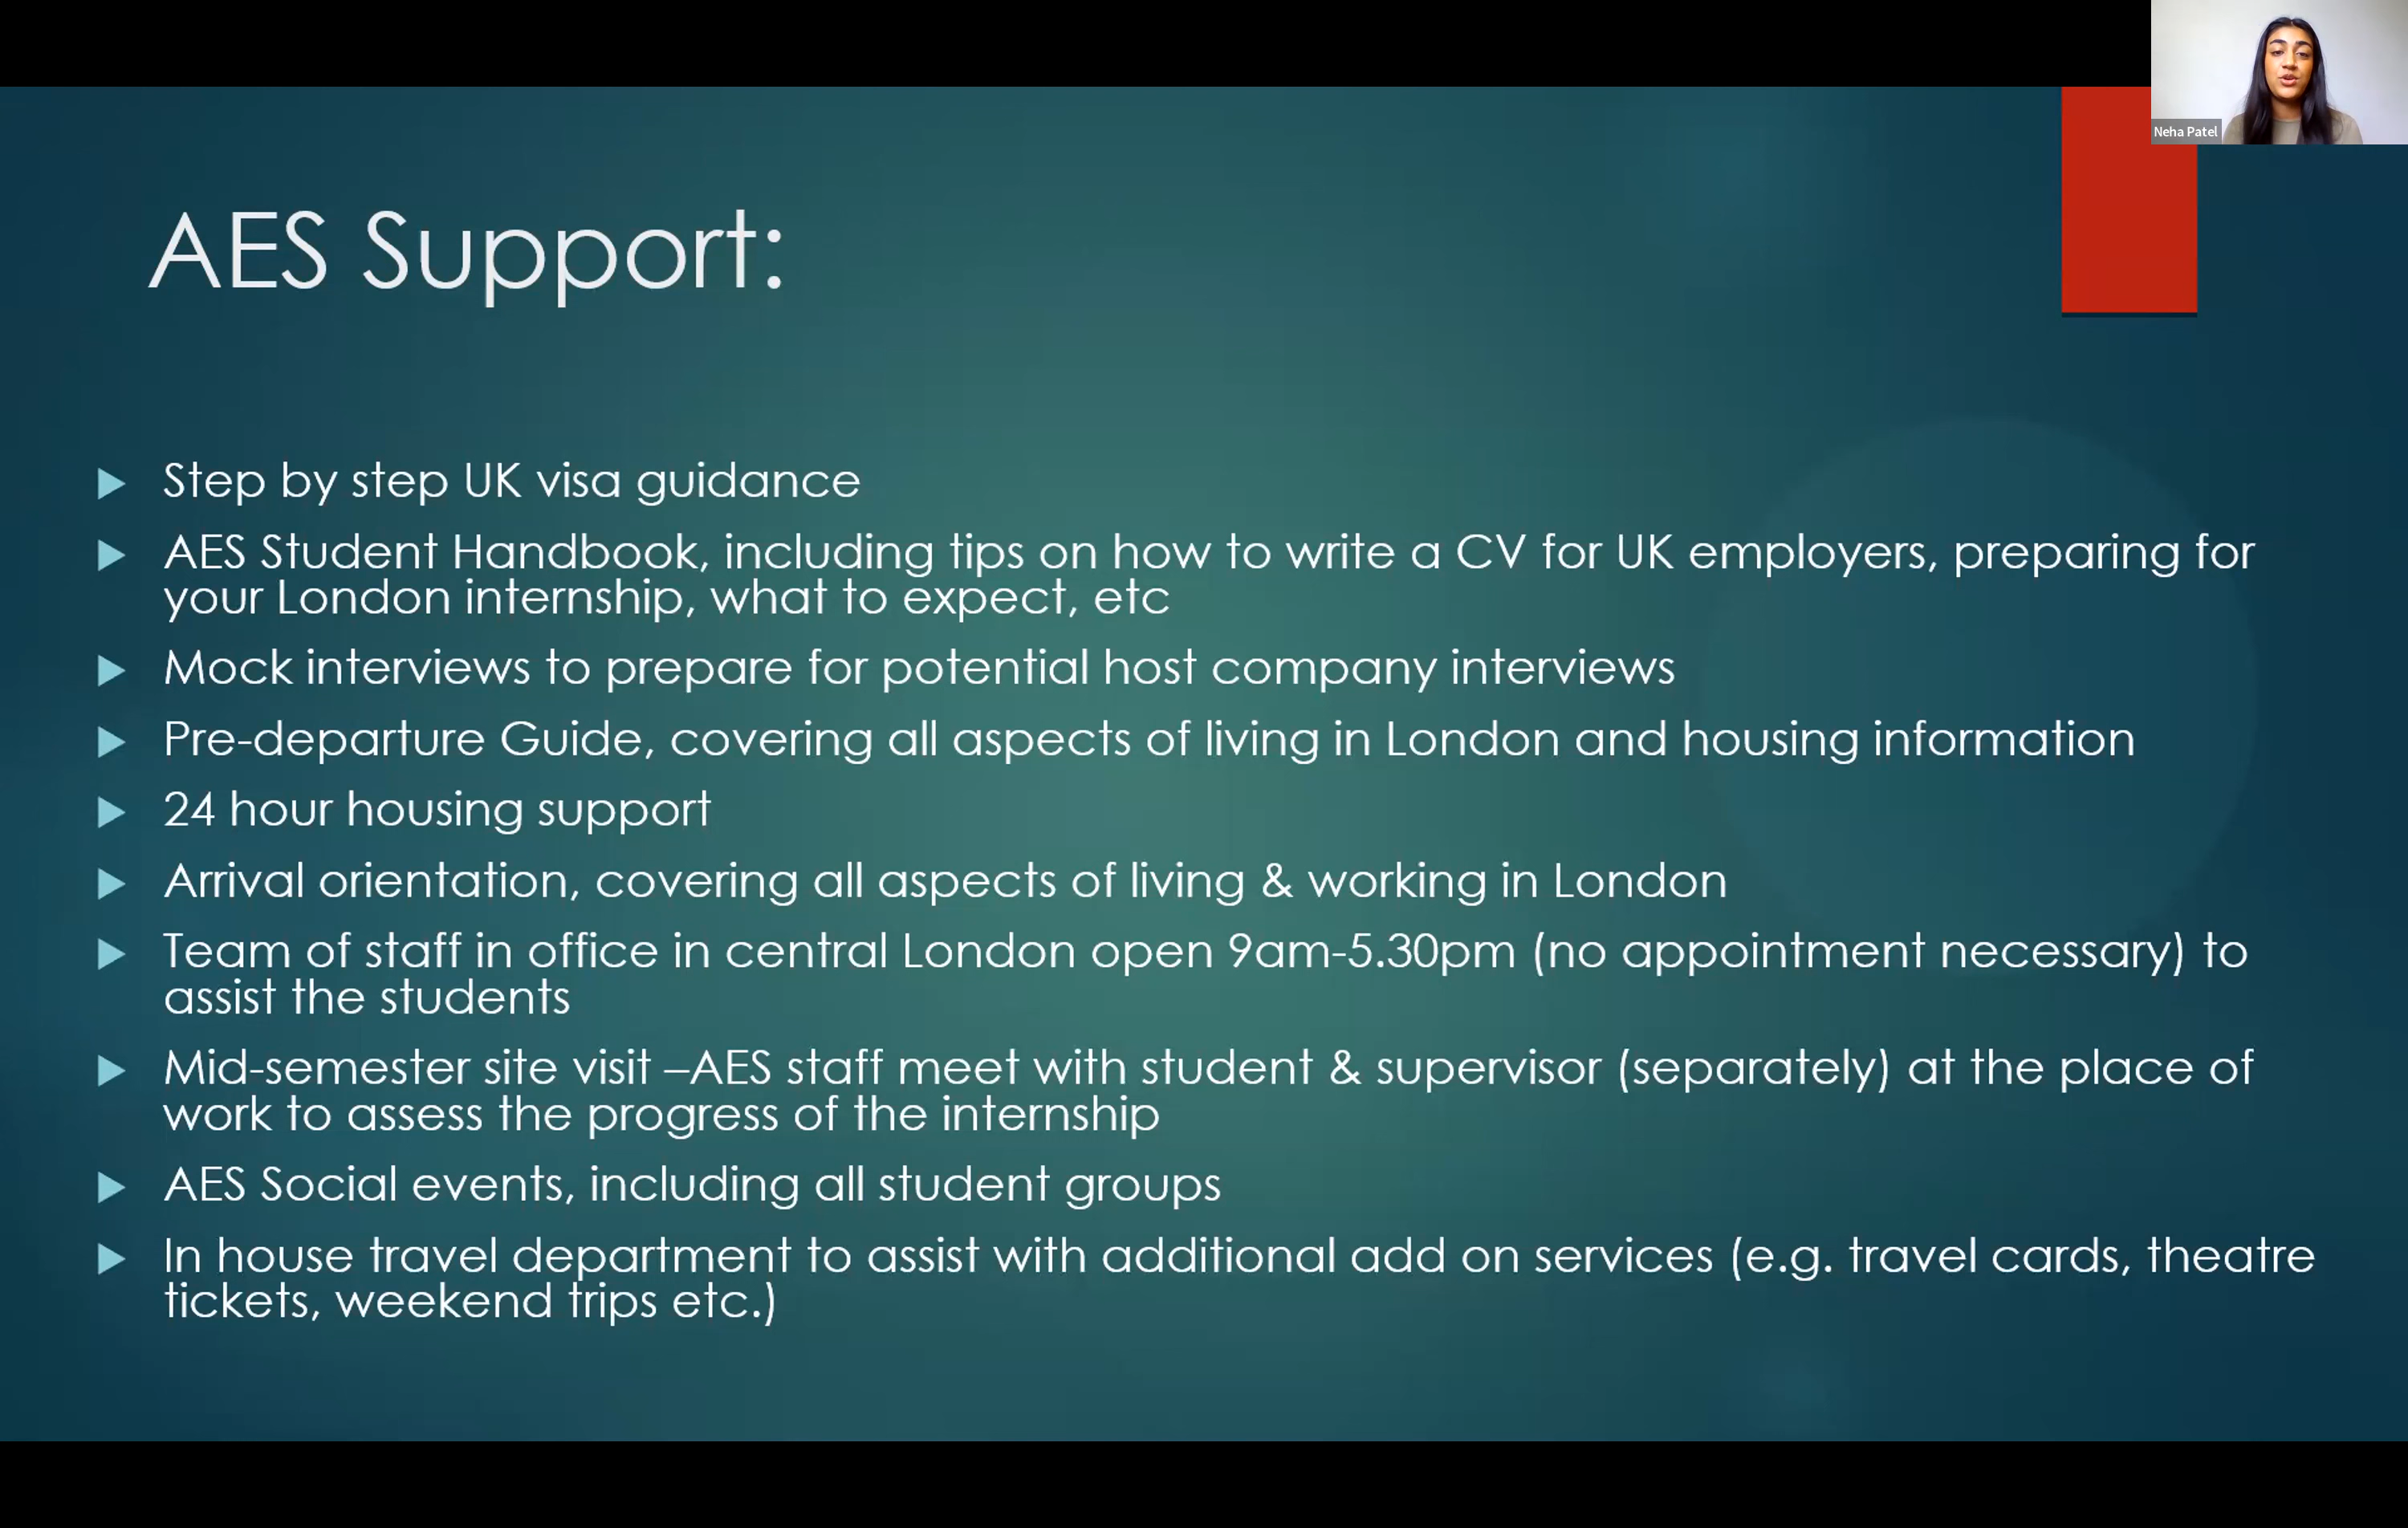 Neha Patel
AES Support:
Step by step UK visa guidance
AES Student Handbook, including tips on how to write a CV for UK employers, preparing for
your London internship, what to expect, etc
Mock interviews to prepare for potential host company interviews
Pre-departure Guide, covering all aspects of living in London and housing information
24 hour housing support
Arrival orientation, covering all aspects of living & working in London
Team of staff in office in central London open 9am-5.30pm (no appointment necessary) to
assist the students
Mid-semester site visit –AES staff meet with student & supervisor (separately) at the place of
work to assess the progress of the internship
AES Social events, including all student groups
In house travel department to assist with additional add on services (e.g. travel cards, theatre
tickets, weekend trips etc.)